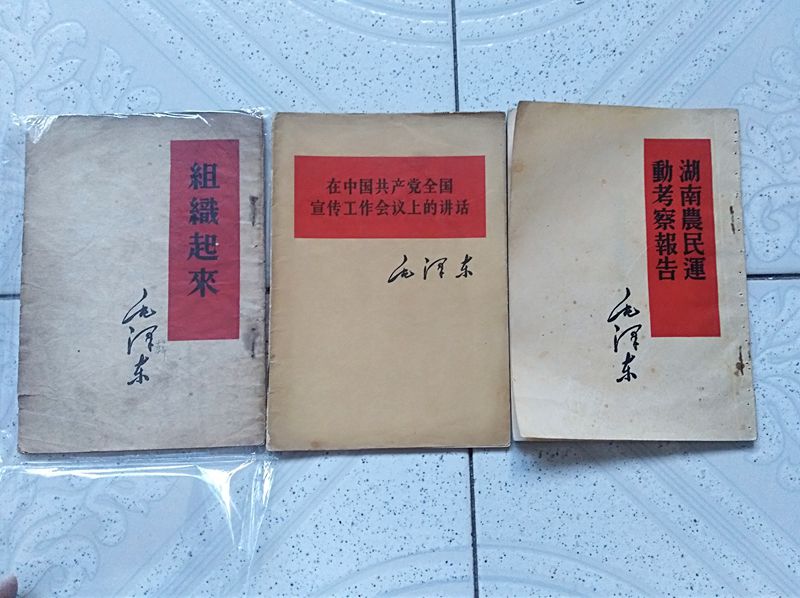 組織起來
毛泽东
在中国共产党全国
宣传工作会议上的讲话
毛泽东
湖南農民運
動考察報告
毛泽东